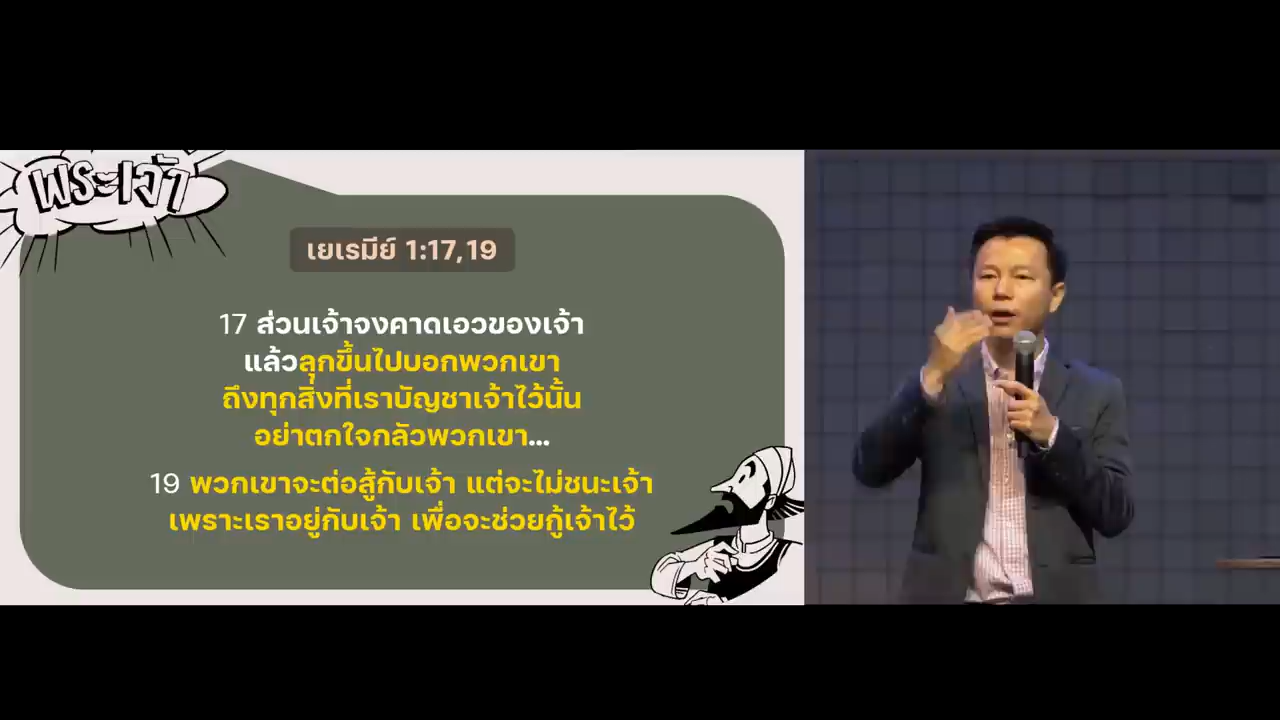 พระเจ้า
เยเรมีย์ 1:17,19
17 ส่วนเจ้าจงคาดเอวของเจ้า
แล้วลุกขึ้นไปบอกพวกเขา
ถึงทุกสิ่งที่เราบัญชาเจ้าไว้นั้น
อย่าตกใจกลัวพวกเขา...
19 พวกเขาจะต่อสู้กับเจ้า แต่จะไม่ชนะเจ้า
เพราะเราอยู่กับเจ้า เพื่อจะช่วยกู้เจ้าไว้